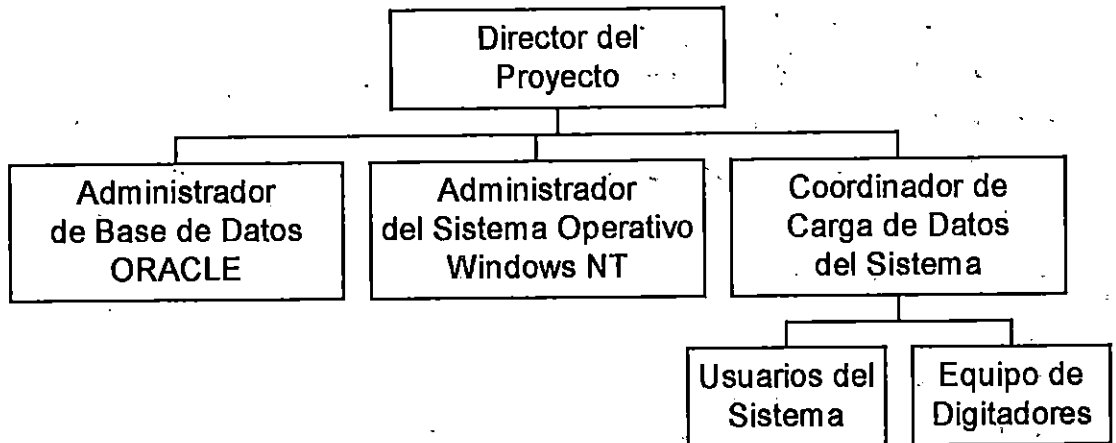 Director del
Proyecto
Administrador
de Base de Datos
ORACLE
Administrador
del Sistema Operativo
Windows NT
Coordinador de
Carga de Datos
del Sistema
Usuarios del
Sistema
Equipo de
Digitadores